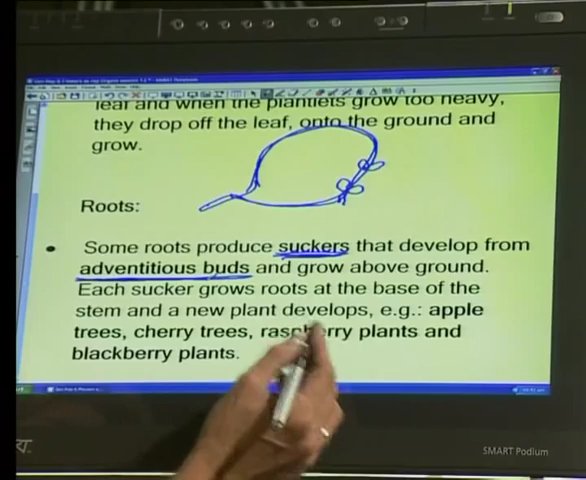 leaf and when the plantlets grow too heavy,
they drop off the leaf, onto the ground and
grow.
Roots:
• Some roots produce suckers that develop from
adventitious buds and grow above ground.
Each sucker grows roots at the base of the
stem and a new plant develops, e.g.: apple
trees, cherry trees, raspberry plants and
blackberry plants.
SMART Podium